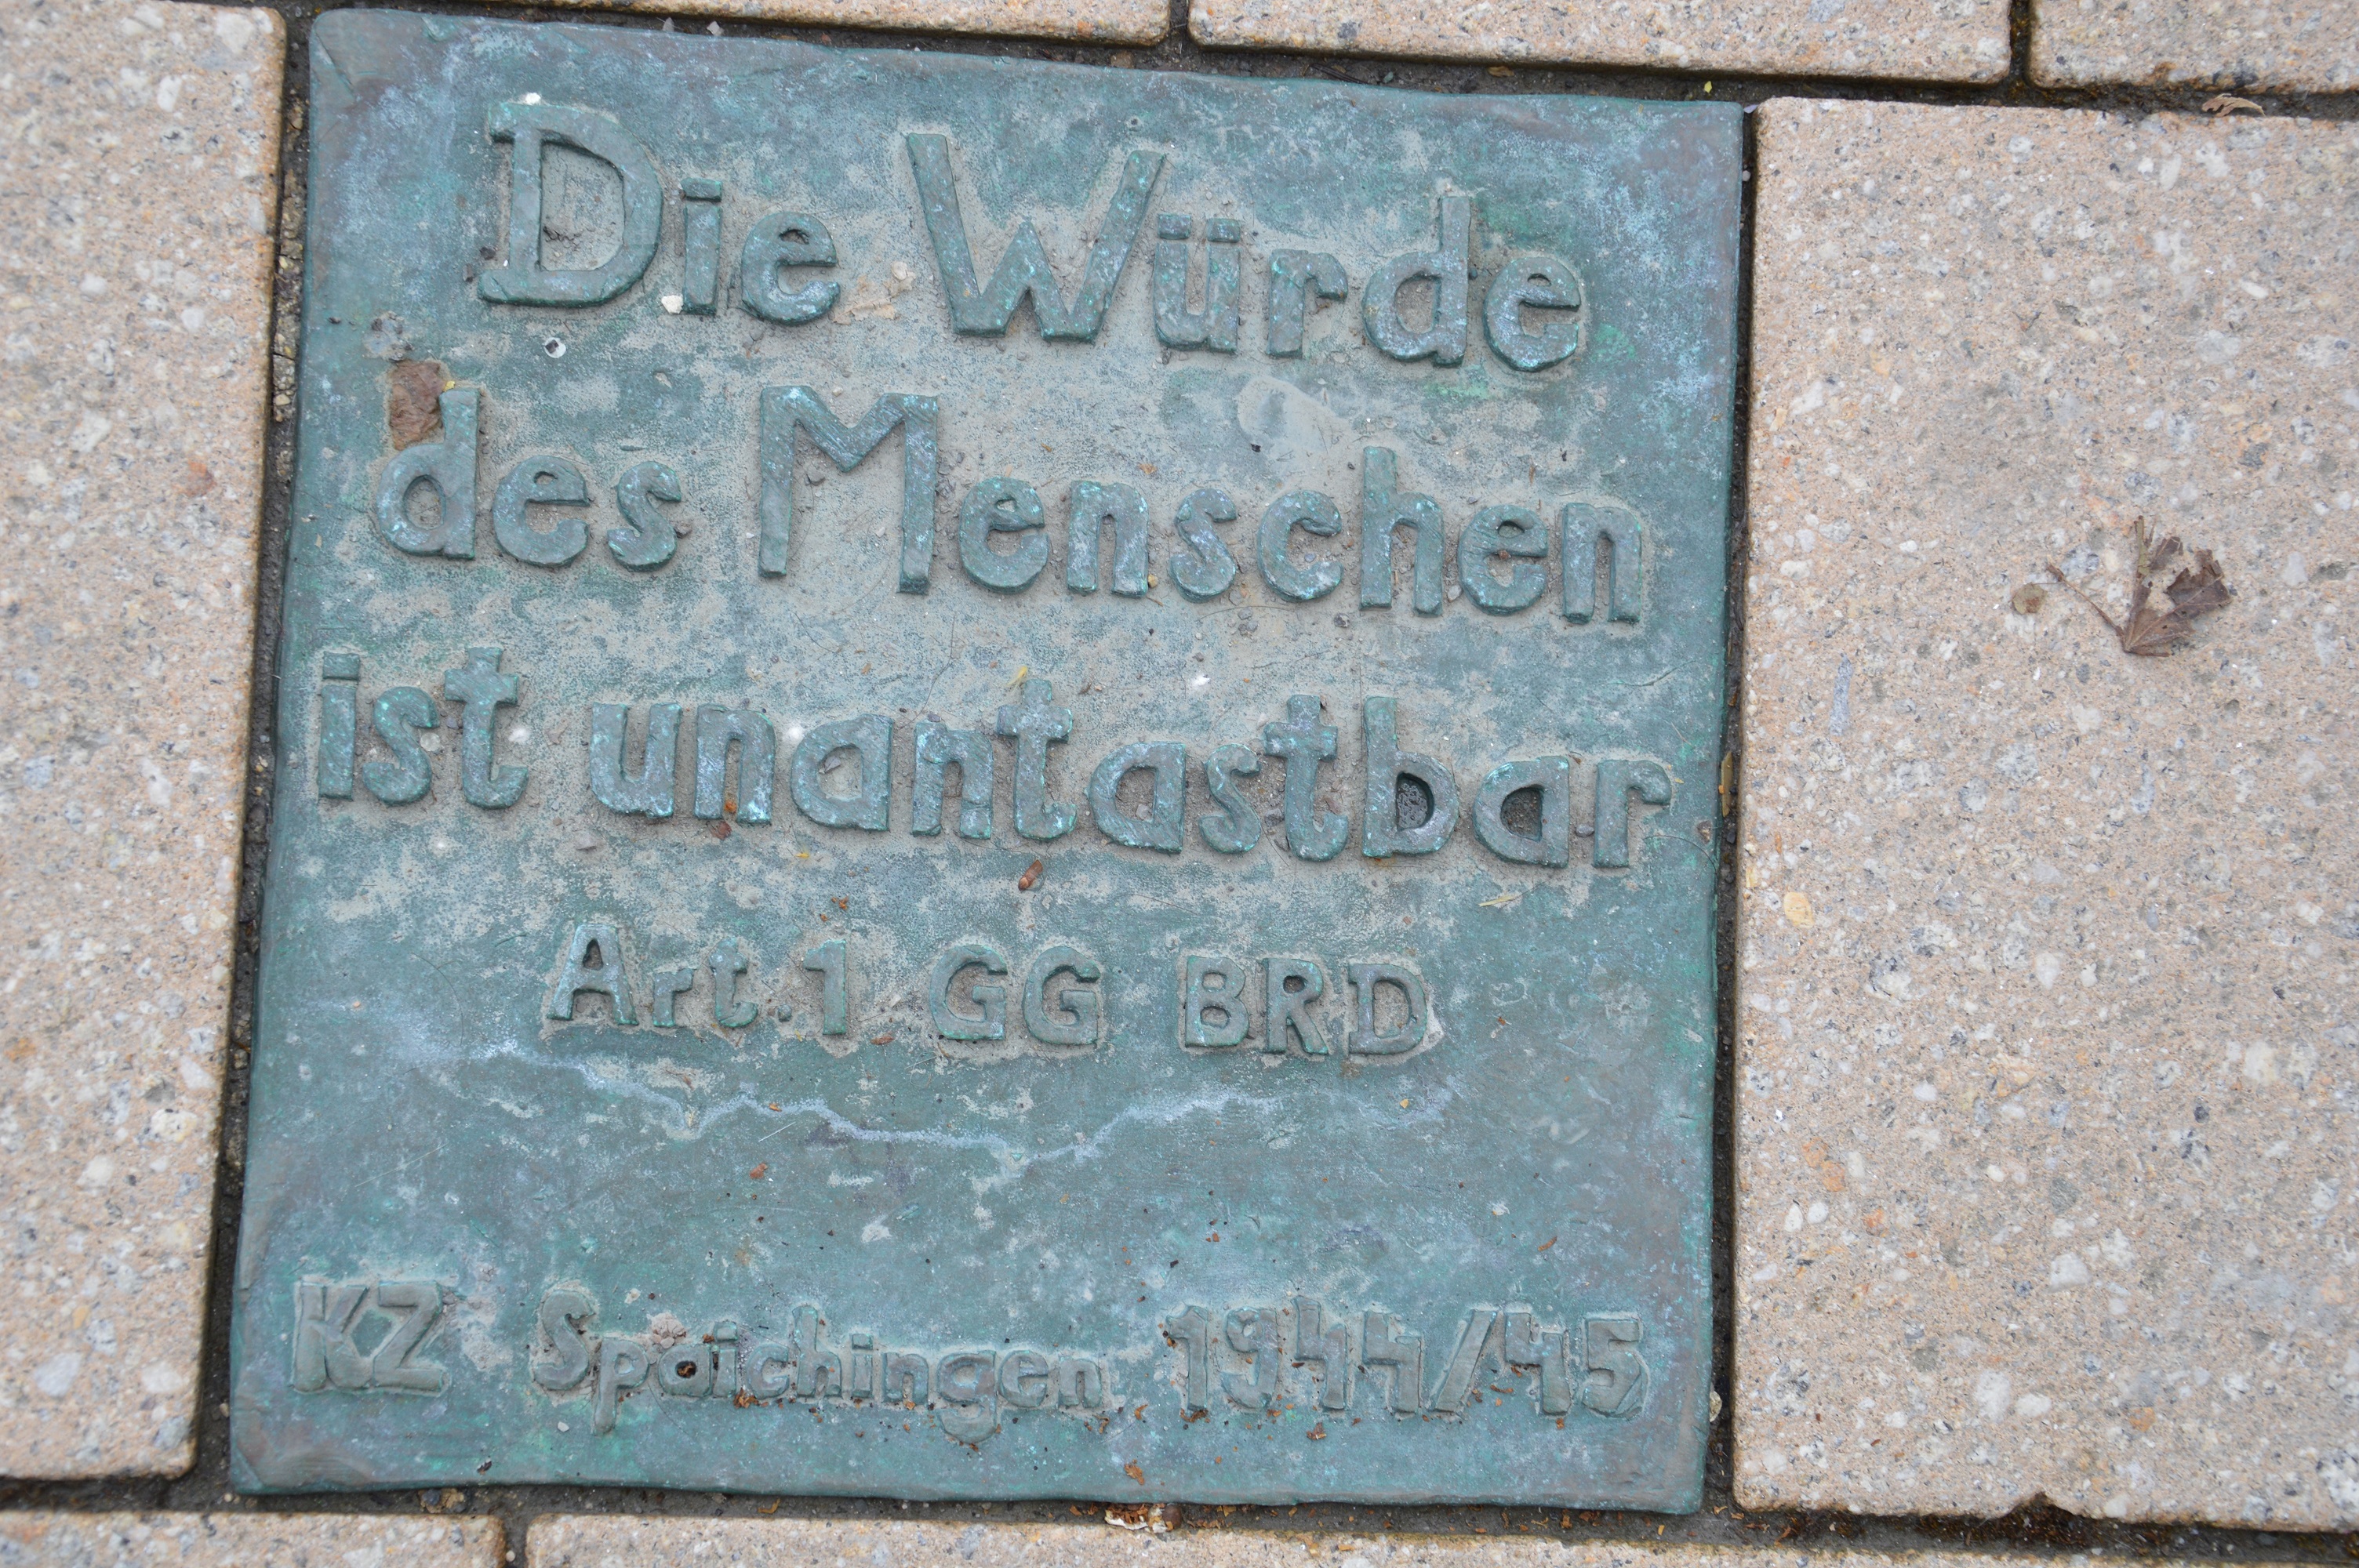 Die Würde
des Menschen
ist unantastbar
Art 1 GG BRD
KZ Spaichingen 1944/45